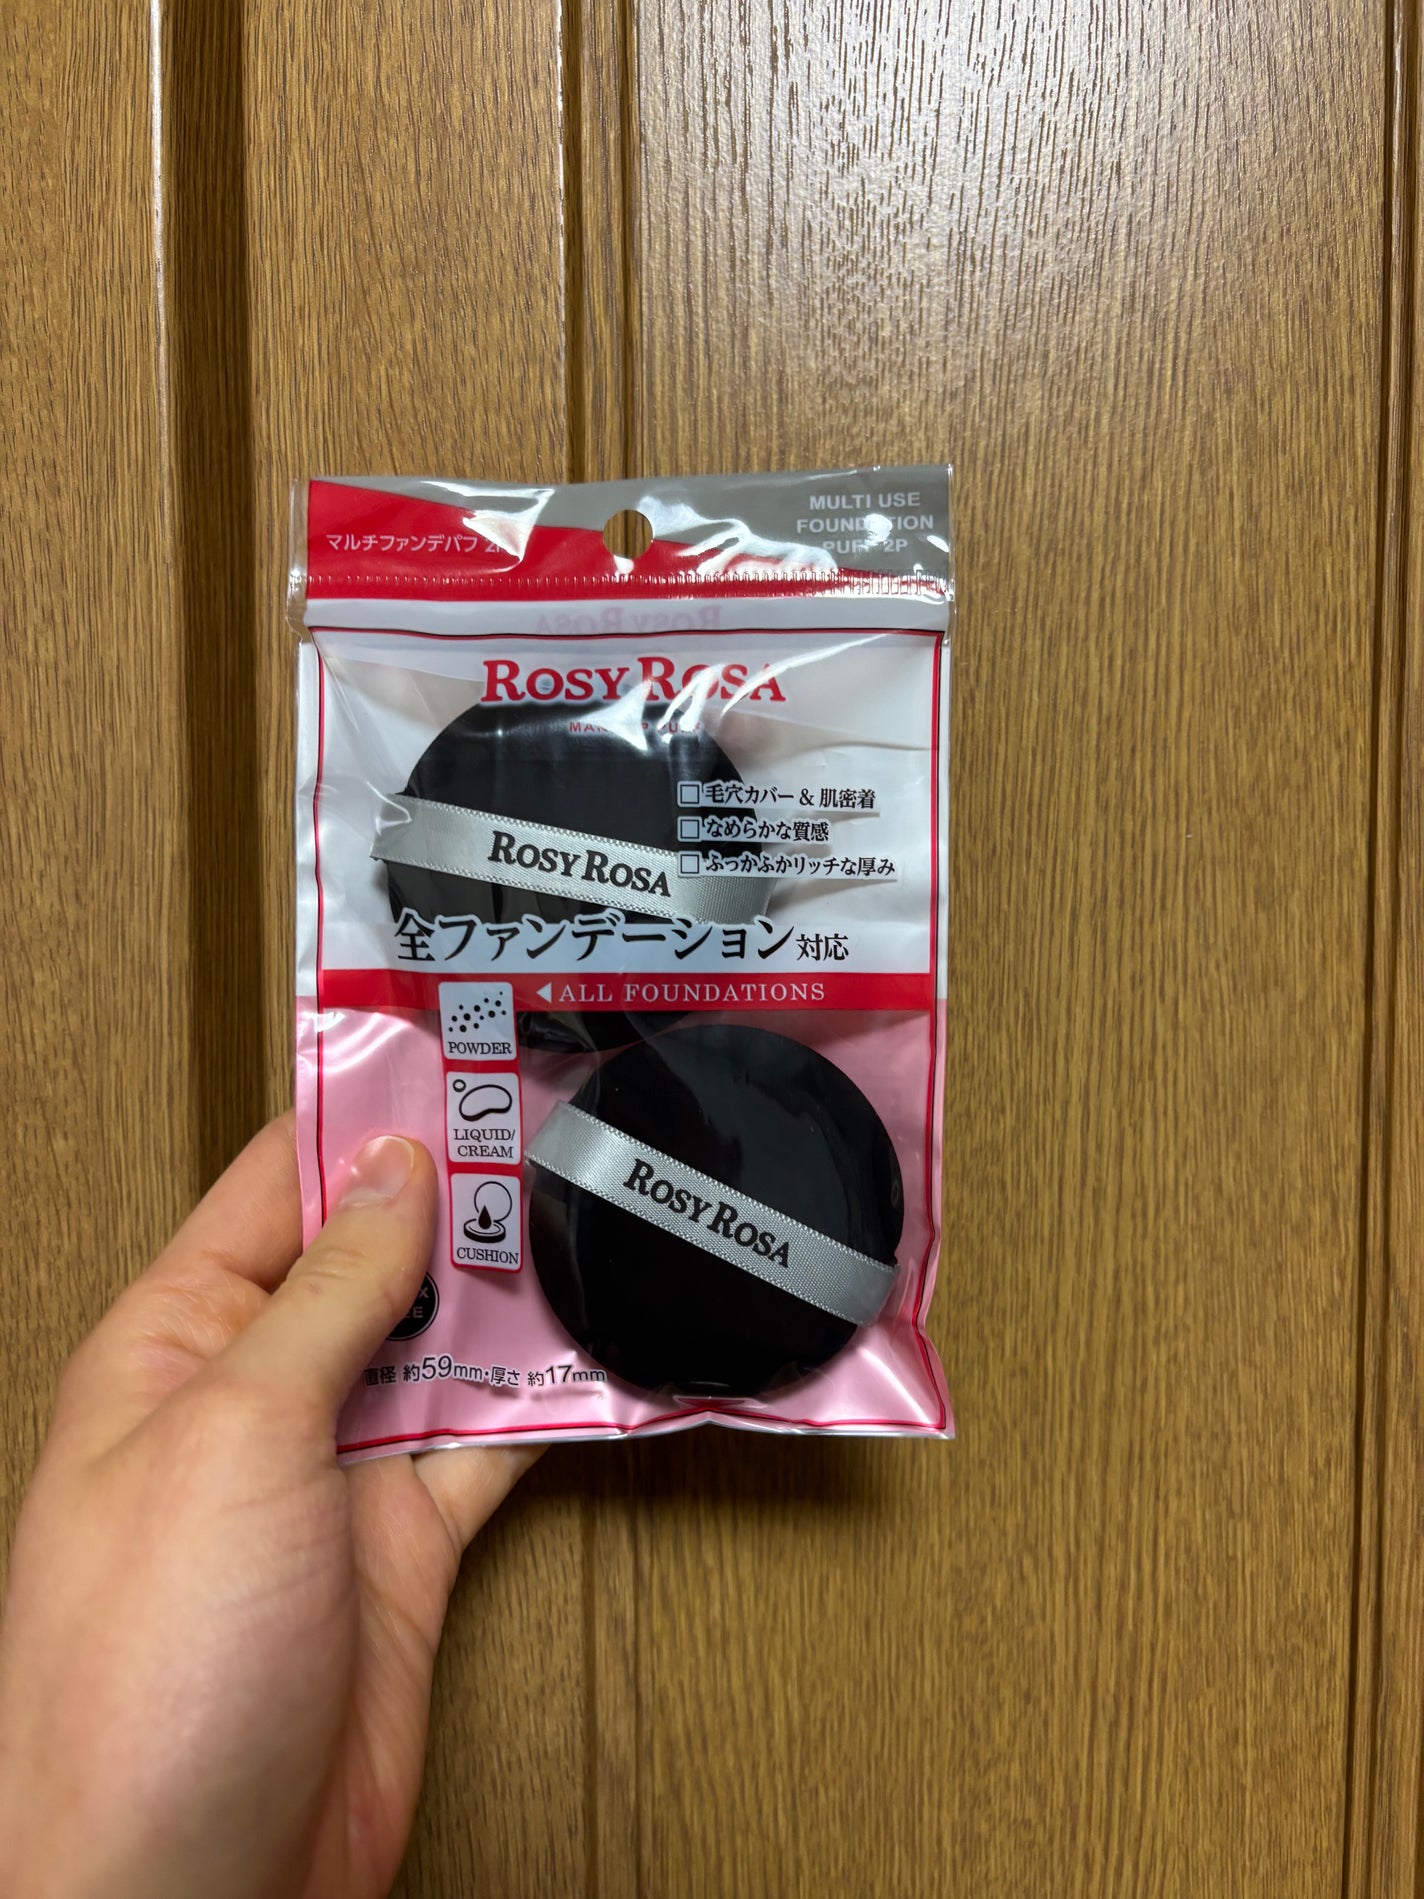 マルチファンデパフ
MULTI USE
FOUNDATION
PUFF 2P
ROSY ROSA
毛穴カバー & 肌密着
なめらかな質感
ふっかふかリッチな厚み
ROSY ROSA
全ファンデーション対応
◀ ALL FOUNDATIONS
POWDER
LIQUID/
CREAM
CUSHION
ROSY ROSA
直径 約59mm・厚さ 約17mm